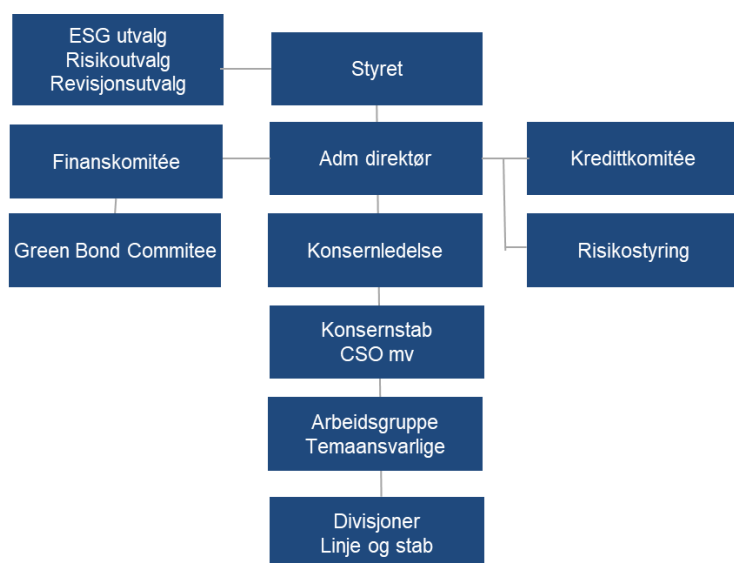 ESG utvalg
Risikoutvalg
Revisjonsutvalg
Styret
Finanskomitée
Adm direktør
Kredittkomitée
Green Bond Commitee
Konsernledelse
Risikostyring
Konsernstab
CSO mv
Arbeidsgruppe
Temaansvarlige
Divisjoner
Linje og stab